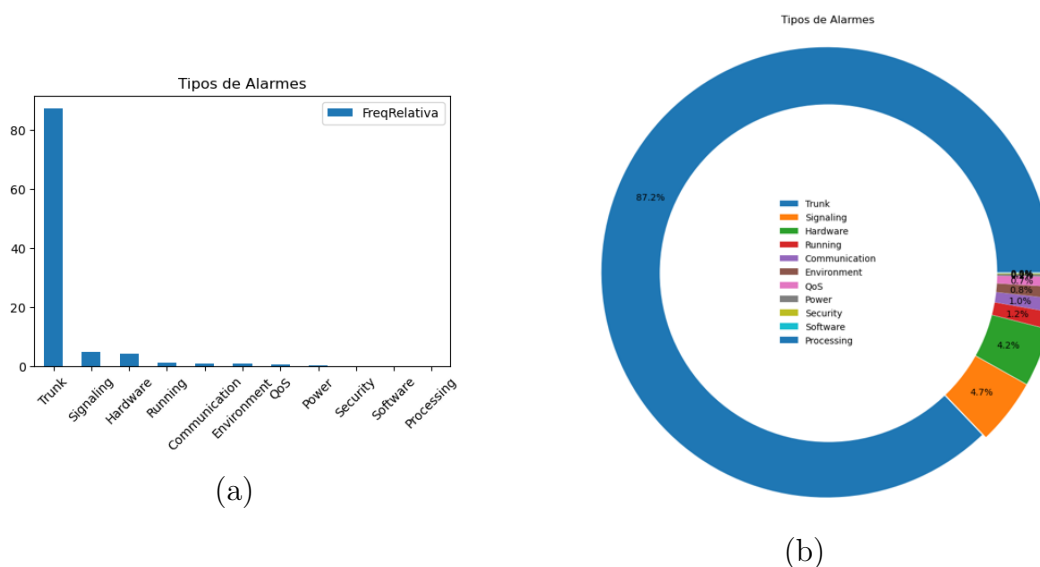 Tipos de Alarmes
FreqRelativa
80
60
40
20
0
Trunk
Signaling
Hardware
Running
Communication
Environment
QoS
Power
Security
Software
Processing
(a)
Tipos de Alarmes
87.2%
Trunk
Signaling
Hardware
Running
Communication
Environment
QoS
Power
Security
Software
Processing
0.7%
0.8%
1.0%
1.2%
4.2%
4.7%
(b)